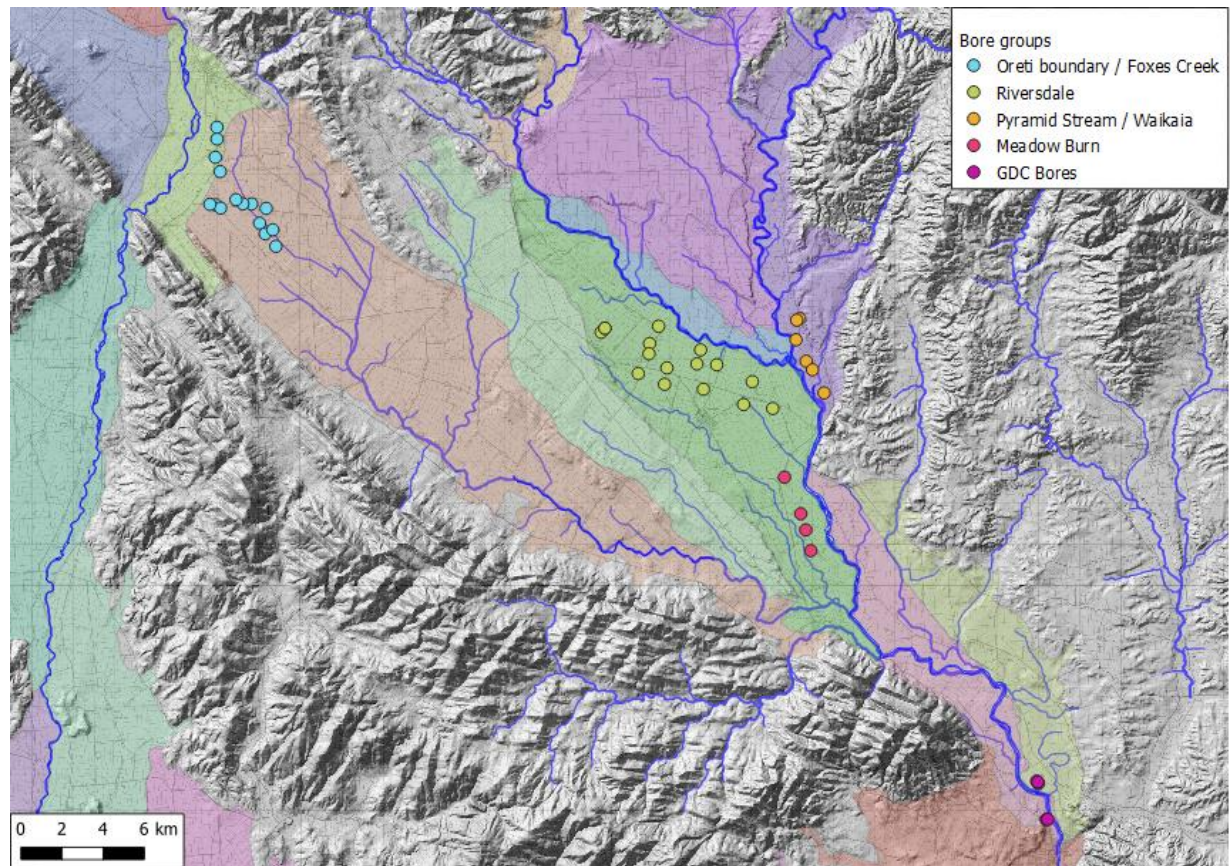 Bore groups
Oreti boundary / Foxes Creek
Riversdale
Pyramid Stream / Waikaia
Meadow Burn
GDC Bores
0 2 4 6 km